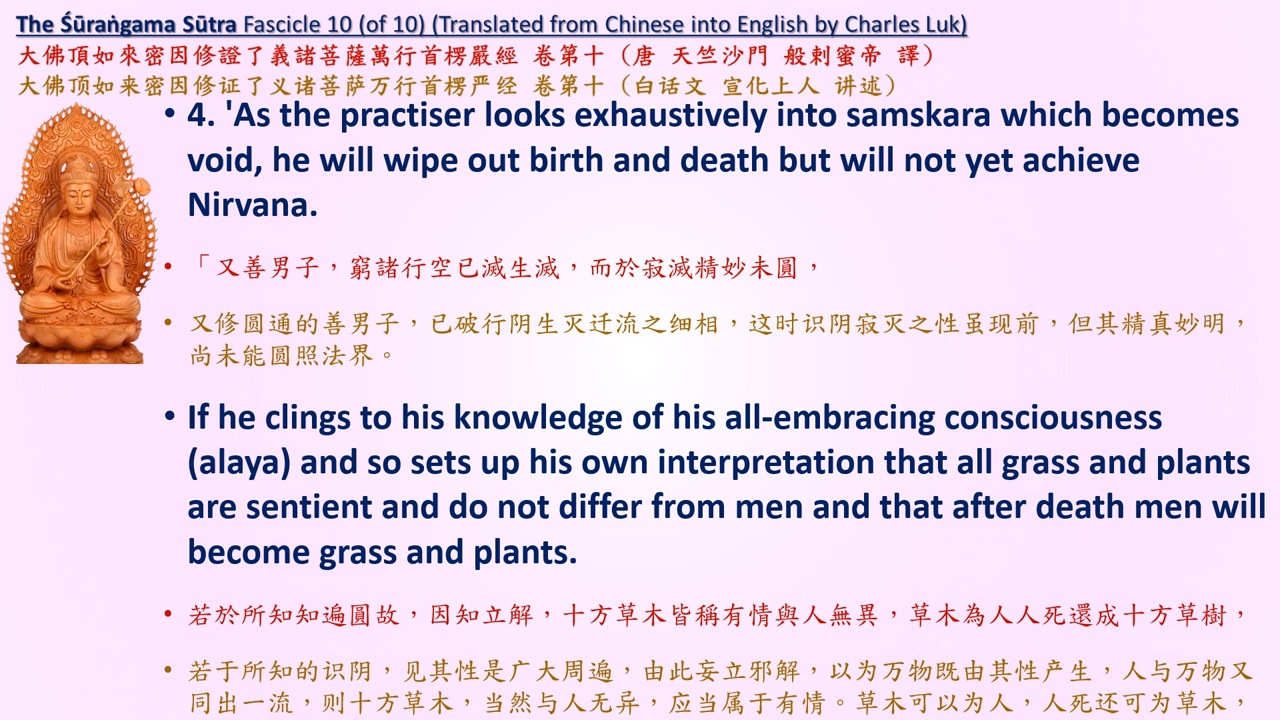 The Śūraṅgama Sūtra Fascicle 10 (of 10) (Translated from Chinese into English by Charles Luk)
大佛頂如來密因修證了義諸菩薩萬行首楞嚴經 卷第十（唐 天竺沙門 般剌蜜帝 譯）
大佛顶如来密因修证了义诸菩萨万行首楞严经 卷第十（白话文 宣化上人 讲述）
• 4. 'As the practiser looks exhaustively into samskara which becomes
void, he will wipe out birth and death but will not yet achieve
Nirvana.
• 「又善男子，窮諸行空已滅生滅，而於寂滅精妙未圓，
• 又修圆通的善男子，已破行阴生灭迁流之细相，这时识阴寂灭之性虽现前，但其精真妙明，
尚未能圆照法界。
• If he clings to his knowledge of his all-embracing consciousness
(alaya) and so sets up his own interpretation that all grass and plants
are sentient and do not differ from men and that after death men will
become grass and plants.
• 若於所知知遍圓故，因知立解，十方草木皆稱有情與人無異，草木為人人死還成十方草樹，
• 若于所知的识阴，见其性是广大周遍，由此妄立邪解，以为万物既由其性产生，人与万物又
同出一流，则十方草木，当然与人无异，应当属于有情。草木可以为人，人死还可为草木，